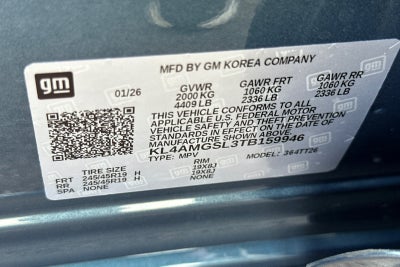 MFD BY GM KOREA COMPANY
gm
01/26
GVWR GAWR FRT GAWR RR
2000 KG 1060 KG 1060 KG
4409 LB 2336 LB 2336 LB
THIS VEHICLE CONFORMS TO ALL
APPLICABLE U.S. FEDERAL MOTOR
VEHICLE SAFETY AND THEFT PREVENTION
STANDARDS IN EFFECT ON THE DATE OF
MANUFACTURE SHOWN ABOVE.
KL4AMGSL3TB159946
TYPE: MPV MODEL: 364TT26
TIRE SIZE RIM
FRT 245/45R19 H 19X8J
RR 245/45R19 H 19X8J
SPA NONE NONE